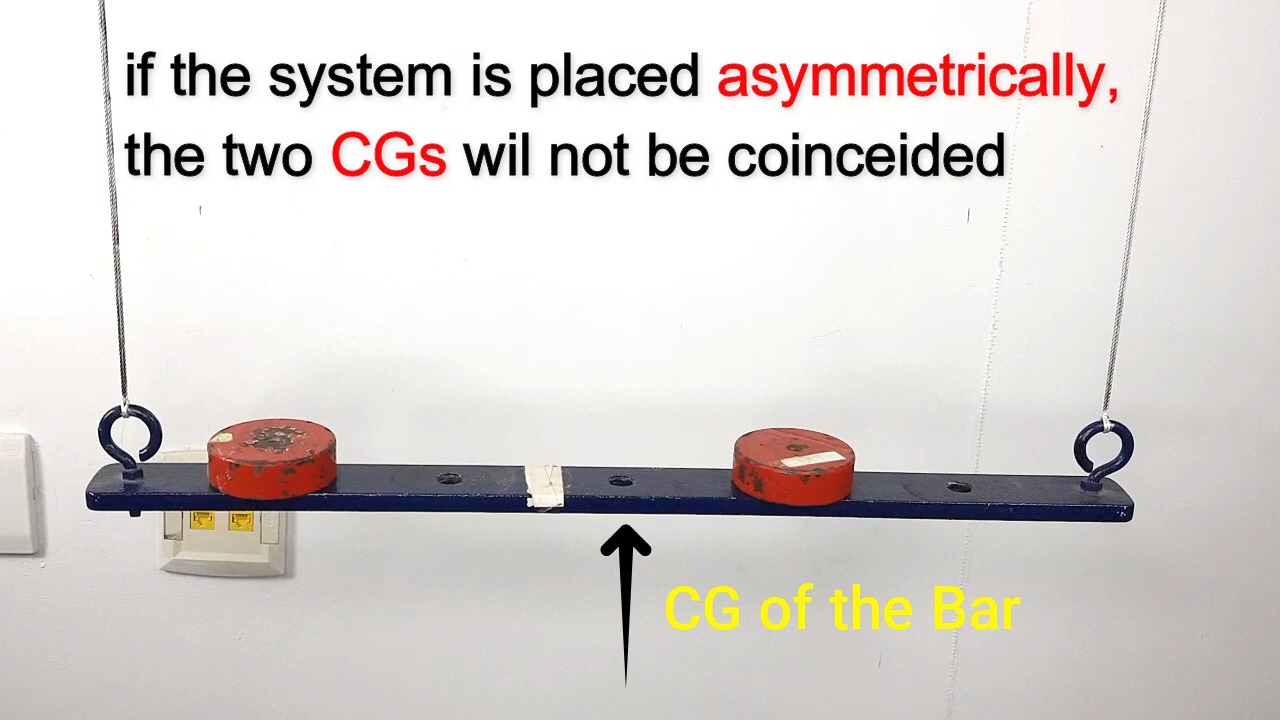 if the system is placed asymmetrically,
the two CGs wil not be coinceided
CG of the Bar